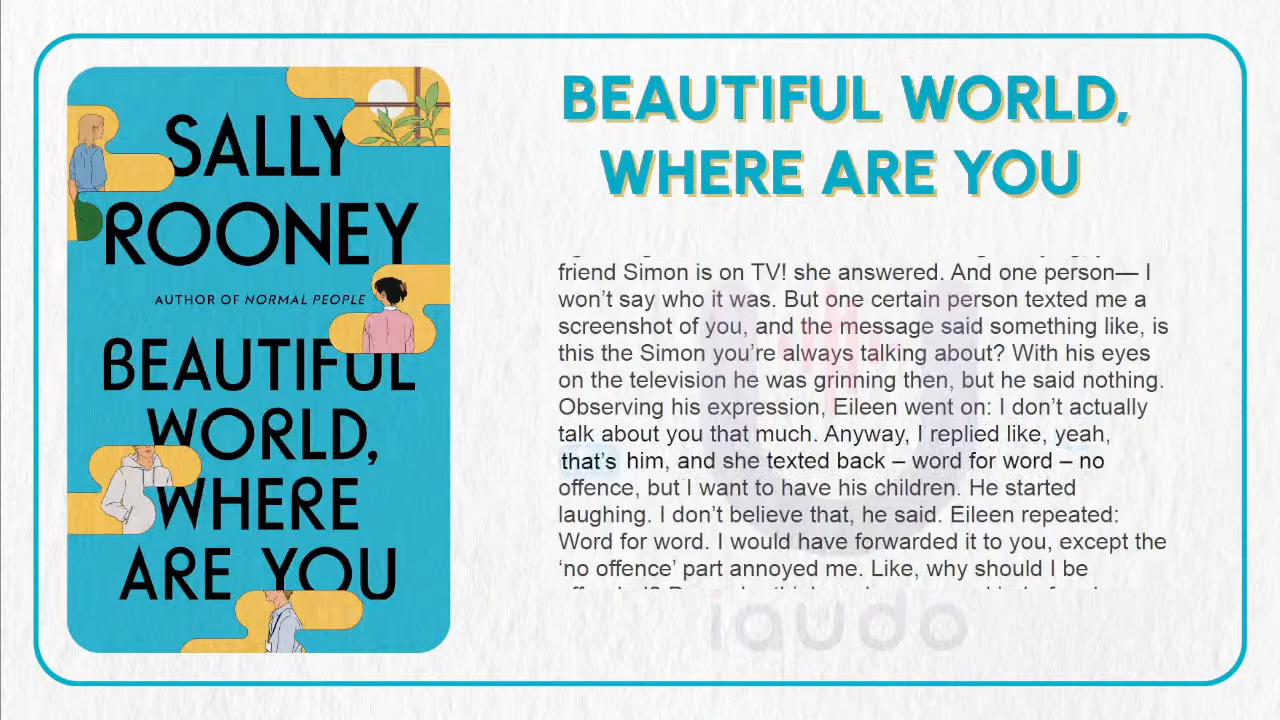 SALLY
ROONEY
AUTHOR OF NORMAL PEOPLE
BEAUTIFUL
WORLD,
WHERE
ARE YOU
BEAUTIFUL WORLD,
WHERE ARE YOU
friend Simon is on TV! she answered. And one person— I
won’t say who it was. But one certain person texted me a
screenshot of you, and the message said something like, is
this the Simon you’re always talking about? With his eyes
on the television he was grinning then, but he said nothing.
Observing his expression, Eileen went on: I don’t actually
talk about you that much. Anyway, I replied like, yeah,
that’s him, and she texted back – word for word – no
offence, but I want to have his children. He started
laughing. I don’t believe that, he said. Eileen repeated:
Word for word. I would have forwarded it to you, except the
‘no offence’ part annoyed me. Like, why should I be
iaudo